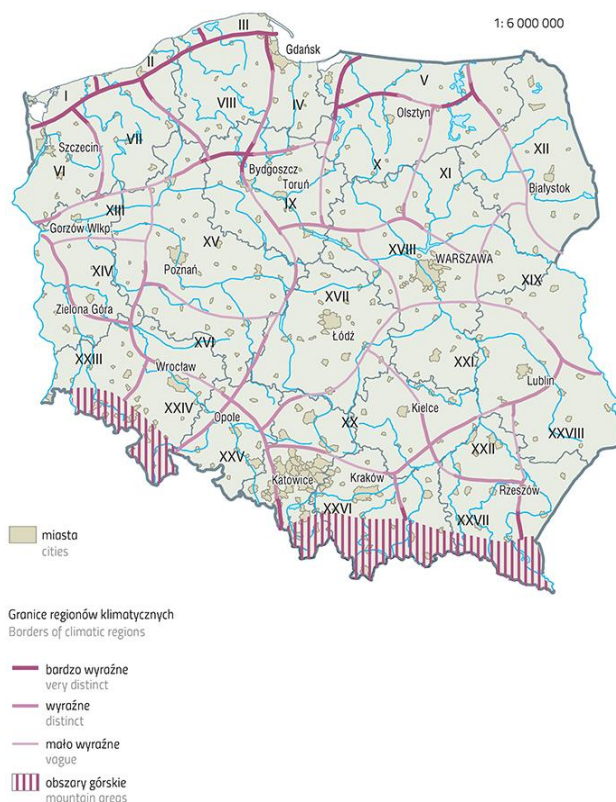 1: 6 000 000
III
Gdańsk
II
I
V
VIII
IV
Olsztyn
Szczecin
VII
XII
VI
Bydgoszcz
X
XI
Toruń
Białystok
IX
XIII
Gorzów Wlkp.
XV
XVIII
WARSZAWA
Poznań
XIV
XIX
XVII
Zielona Góra
Łódź
XVI
XXIII
Wrocław
XXI
Lublin
XXIV
Opole
Kielce
XX
XXVIII
XXV
XXII
Katowice
Kraków
Rzeszów
XXVI
XXVII
miasta
cities
Granice regionów klimatycznych
Borders of climatic regions
bardzo wyraźne
very distinct
wyraźne
distinct
mało wyraźne
vague
obszary górskie
mountain areas